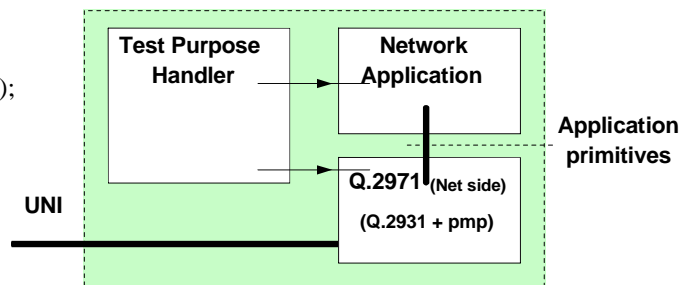 Test Purpose
Handler
Network
Application
);
Application
primitives
Q.2971 (Net side)
(Q.2931 + pmp)
UNI